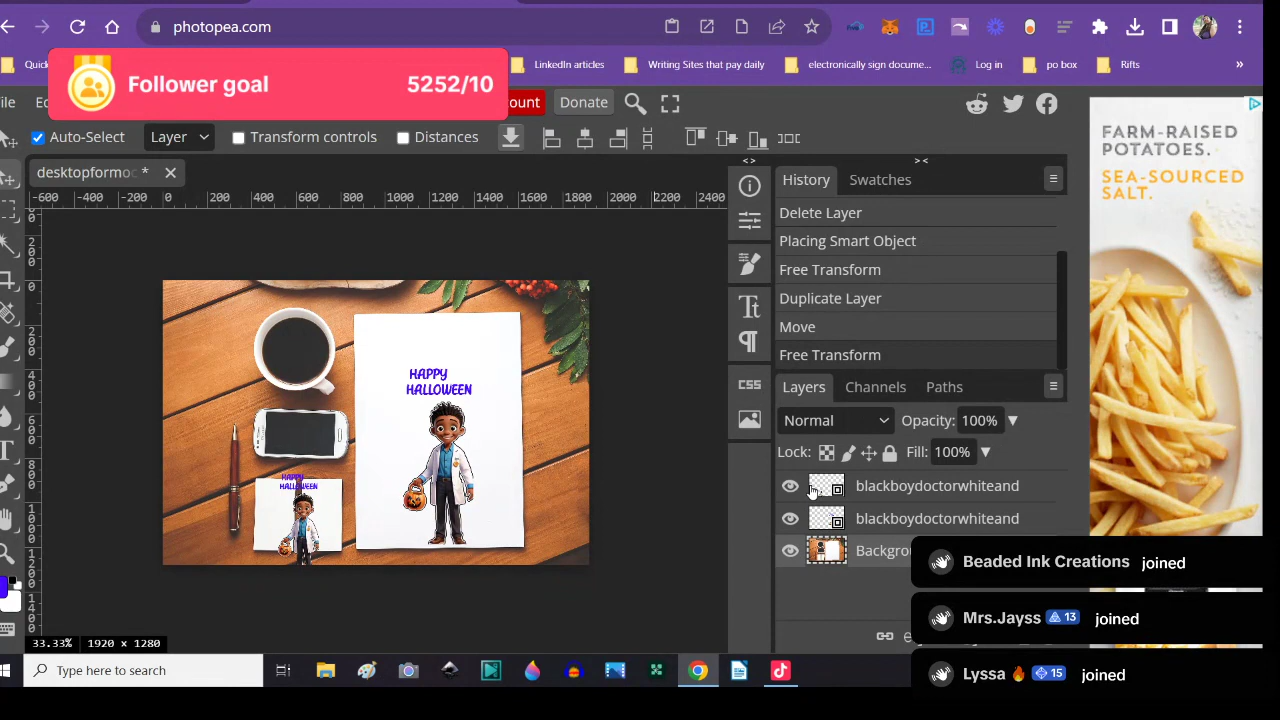 photopea.com
Quick
LinkedIn articles
Writing Sites that pay daily
electronically sign docume...
Log in
po box
Rifts
»
Follower goal 5252/10
ile
Ed
ount
Donate
Auto-Select
Layer
Transform controls
Distances
desktopformoc *
-600 -400 -200 0 200 400 600 800 1000 1200 1400 1600 1800 2000 2200 2400
History
Swatches
Delete Layer
Placing Smart Object
Free Transform
Duplicate Layer
Move
Free Transform
CSS
Layers
Channels
Paths
Normal
Opacity: 100%
Lock:
Fill: 100%
blackboydoctorwhiteand
blackboydoctorwhiteand
Backgro
HAPPY
HALLOWEEN
HAPPY
HALLOWEEN
FARM-RAISED
POTATOES.
SEA-SOURCED
SALT.
Beaded Ink Creations joined
Mrs.Jayss 13 joined
Lyssa 🔥 15 joined
33.33% 1920 x 1280
Type here to search